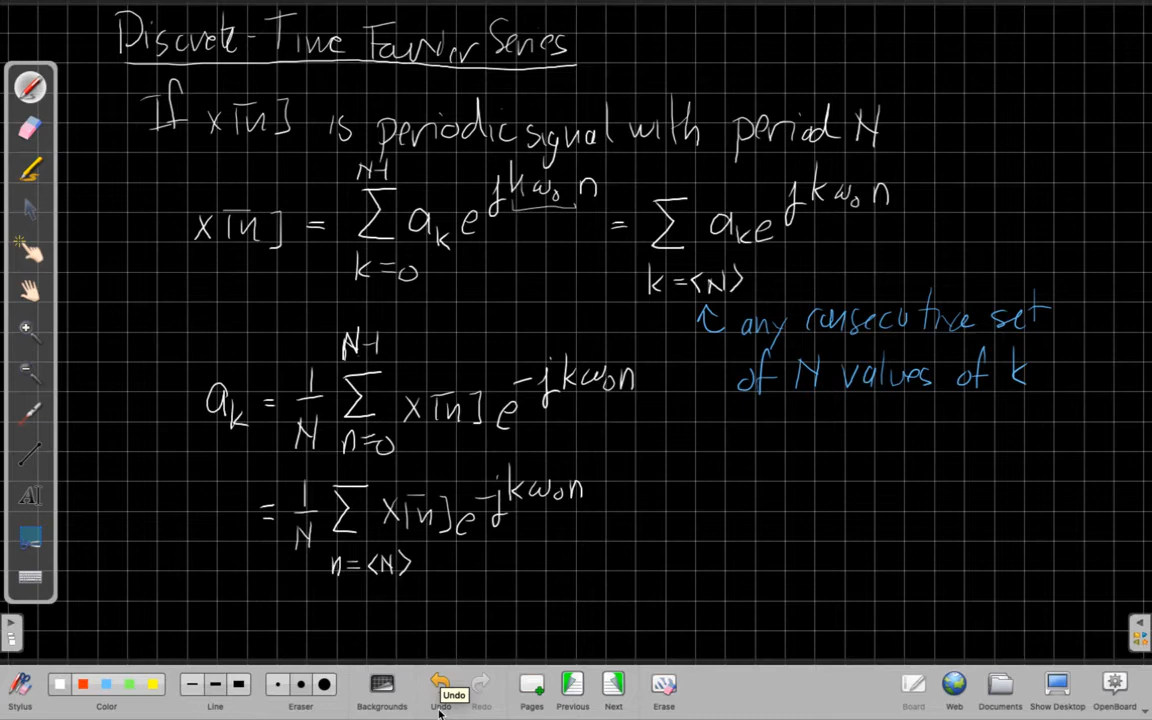 Discrete-Time Fourier Series
If x[n] is periodic signal with period N
x[n] = ∑_{k=0}^{N-1} a_k e^{jkω₀n} = ∑_{k=⟨N⟩} a_k e^{jkω₀n}
↑ any consecutive set
of N values of k
a_k = 1/N ∑_{n=0}^{N-1} x[n] e^{-jkω₀n}
= 1/N ∑_{n=⟨N⟩} x[n] e^{-jkω₀n}
Undo
Stylus Color Line Eraser Backgrounds Undo Redo Pages Previous Next Erase Board Web Documents Show Desktop OpenBoard